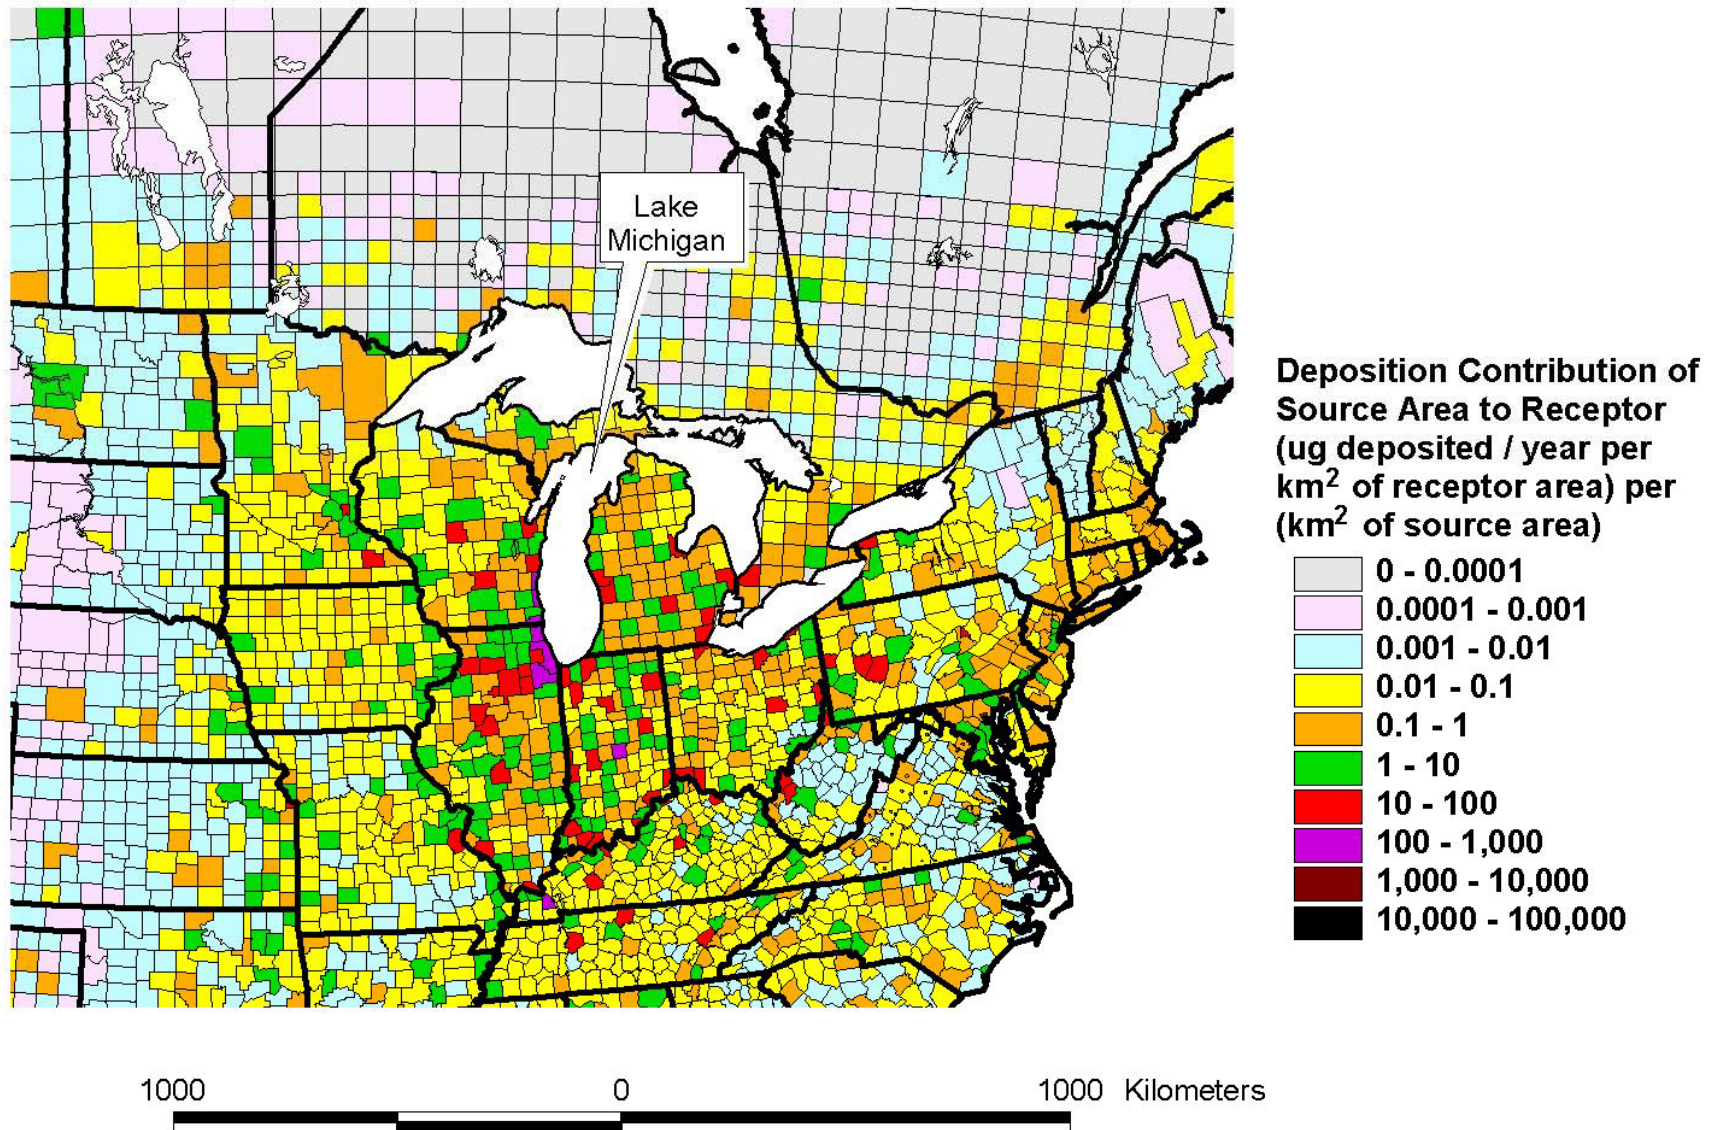 Lake
Michigan
Deposition Contribution of
Source Area to Receptor
(ug deposited / year per
km² of receptor area) per
(km² of source area)
0 - 0.0001
0.0001 - 0.001
0.001 - 0.01
0.01 - 0.1
0.1 - 1
1 - 10
10 - 100
100 - 1,000
1,000 - 10,000
10,000 - 100,000
1000 0 1000 Kilometers